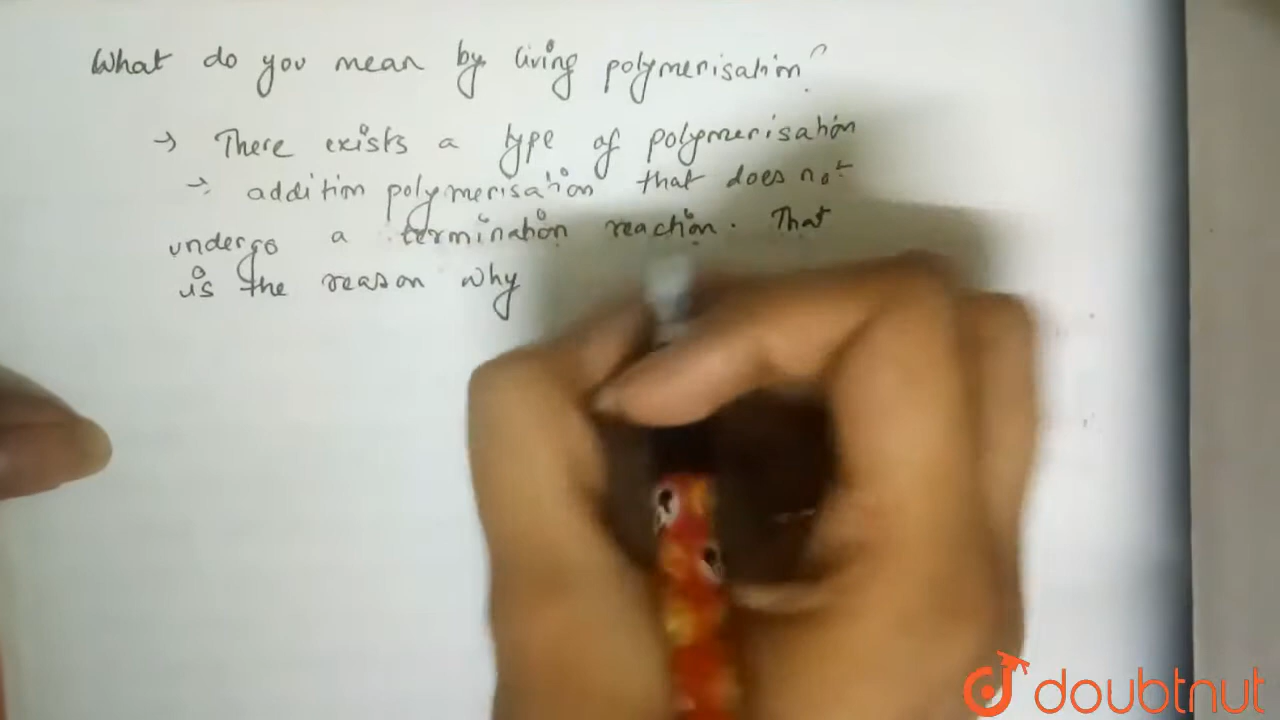 What do you mean by living polymerisation?
→ There exists a type of polymerisation
→ addition polymerisation that does not
undergo a termination reaction. That
is the reason why
doubtnut